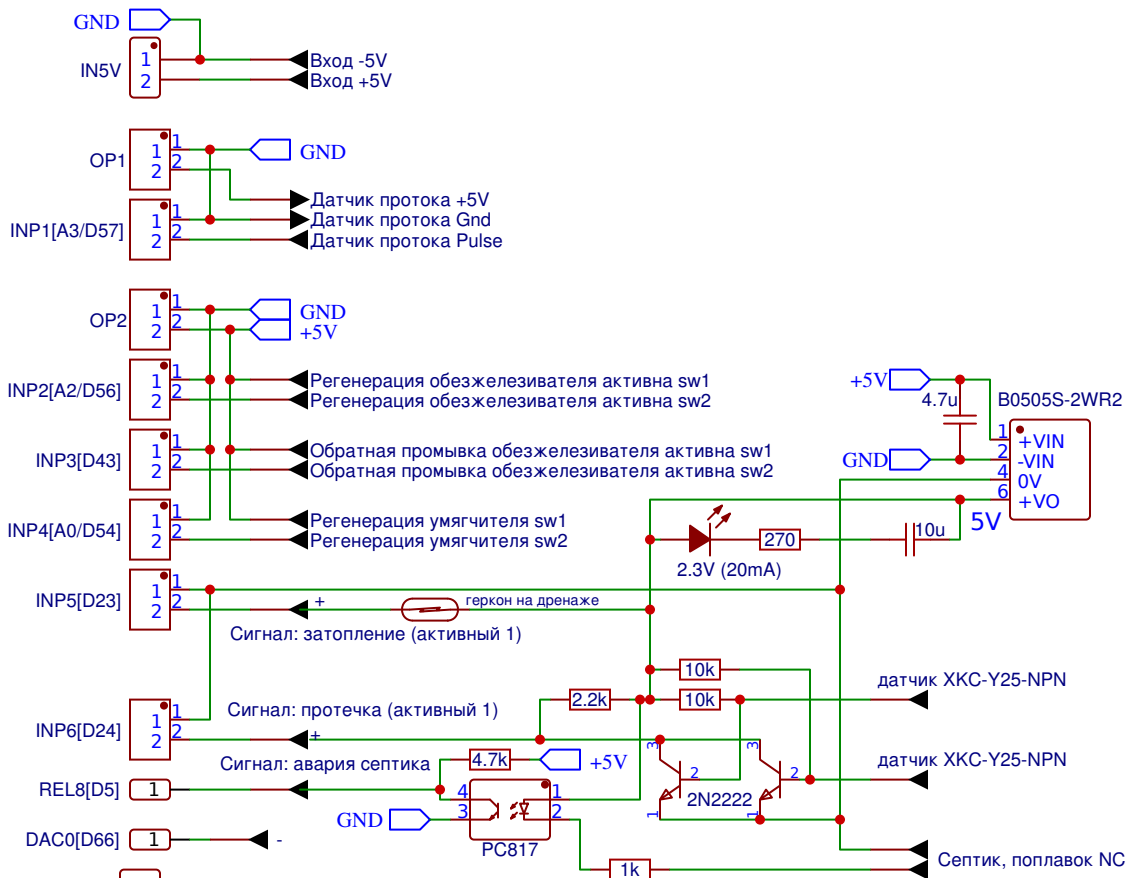 GND
IN5V
1
2
Вход -5V
Вход +5V
OP1
1
2
1
2
GND
Датчик протока +5V
INP1[A3/D57]
1
2
1
2
Датчик протока Gnd
Датчик протока Pulse
OP2
1
2
1
2
GND
+5V
INP2[A2/D56]
1
2
1
2
Регенерация обезжелезивателя активна sw1
Регенерация обезжелезивателя активна sw2
+5V
4.7u
B0505S-2WR2
1
2
4
6
+VIN
-VIN
0V
+VO
GND
5V
INP3[D43]
1
2
1
2
Обратная промывка обезжелезивателя активна sw1
Обратная промывка обезжелезивателя активна sw2
INP4[A0/D54]
1
2
1
2
Регенерация умягчителя sw1
Регенерация умягчителя sw2
270
10u
2.3V (20mA)
INP5[D23]
1
2
1
2
+
геркон на дренаже
Сигнал: затопление (активный 1)
10k
2.2k
10k
датчик XKC-Y25-NPN
INP6[D24]
1
2
1
2
Сигнал: протечка (активный 1)
+
3
2
1
3
2
1
2N2222
датчик XKC-Y25-NPN
Сигнал: авария септика
4.7k
+5V
REL8[D5]
1
4
3
1
2
GND
PC817
DAC0[D66]
1
-
1k
Септик, поплавок NC